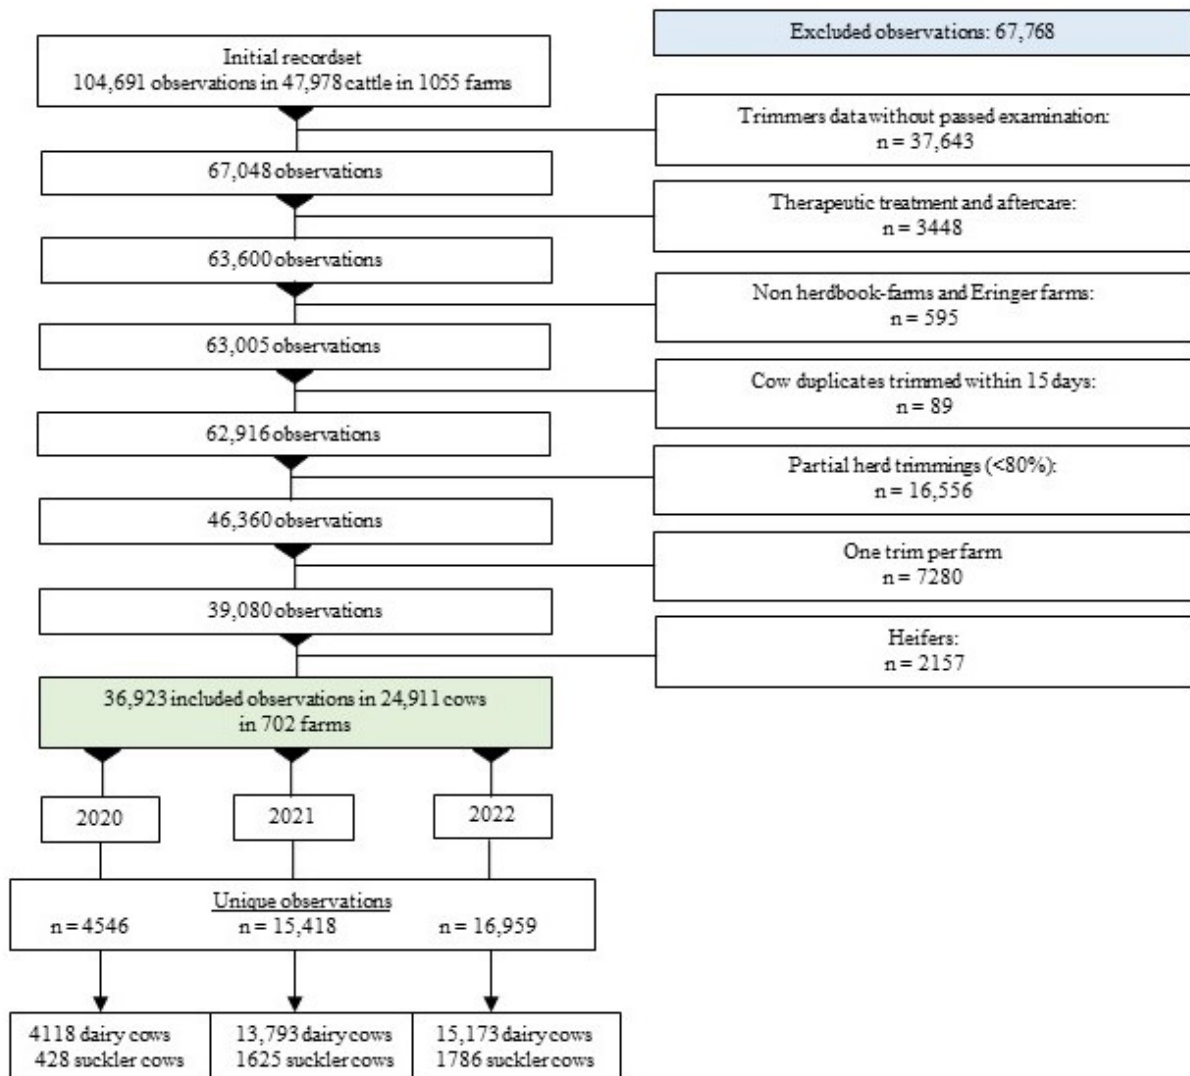 Excluded observations: 67,768
Initial recordset
104,691 observations in 47,978 cattle in 1055 farms
Trimmers data without passed examination:
n = 37,643
67,048 observations
Therapeutic treatment and aftercare:
n = 3448
63,600 observations
Non herdbook-farms and Eringer farms:
n = 595
63,005 observations
Cow duplicates trimmed within 15 days:
n = 89
62,916 observations
Partial herd trimmings (<80%):
n = 16,556
46,360 observations
One trim per farm
n = 7280
39,080 observations
Heifers:
n = 2157
36,923 included observations in 24,911 cows
in 702 farms
2020 2021 2022
Unique observations
n = 4546 n = 15,418 n = 16,959
4118 dairy cows 13,793 dairy cows 15,173 dairy cows
428 suckler cows 1625 suckler cows 1786 suckler cows